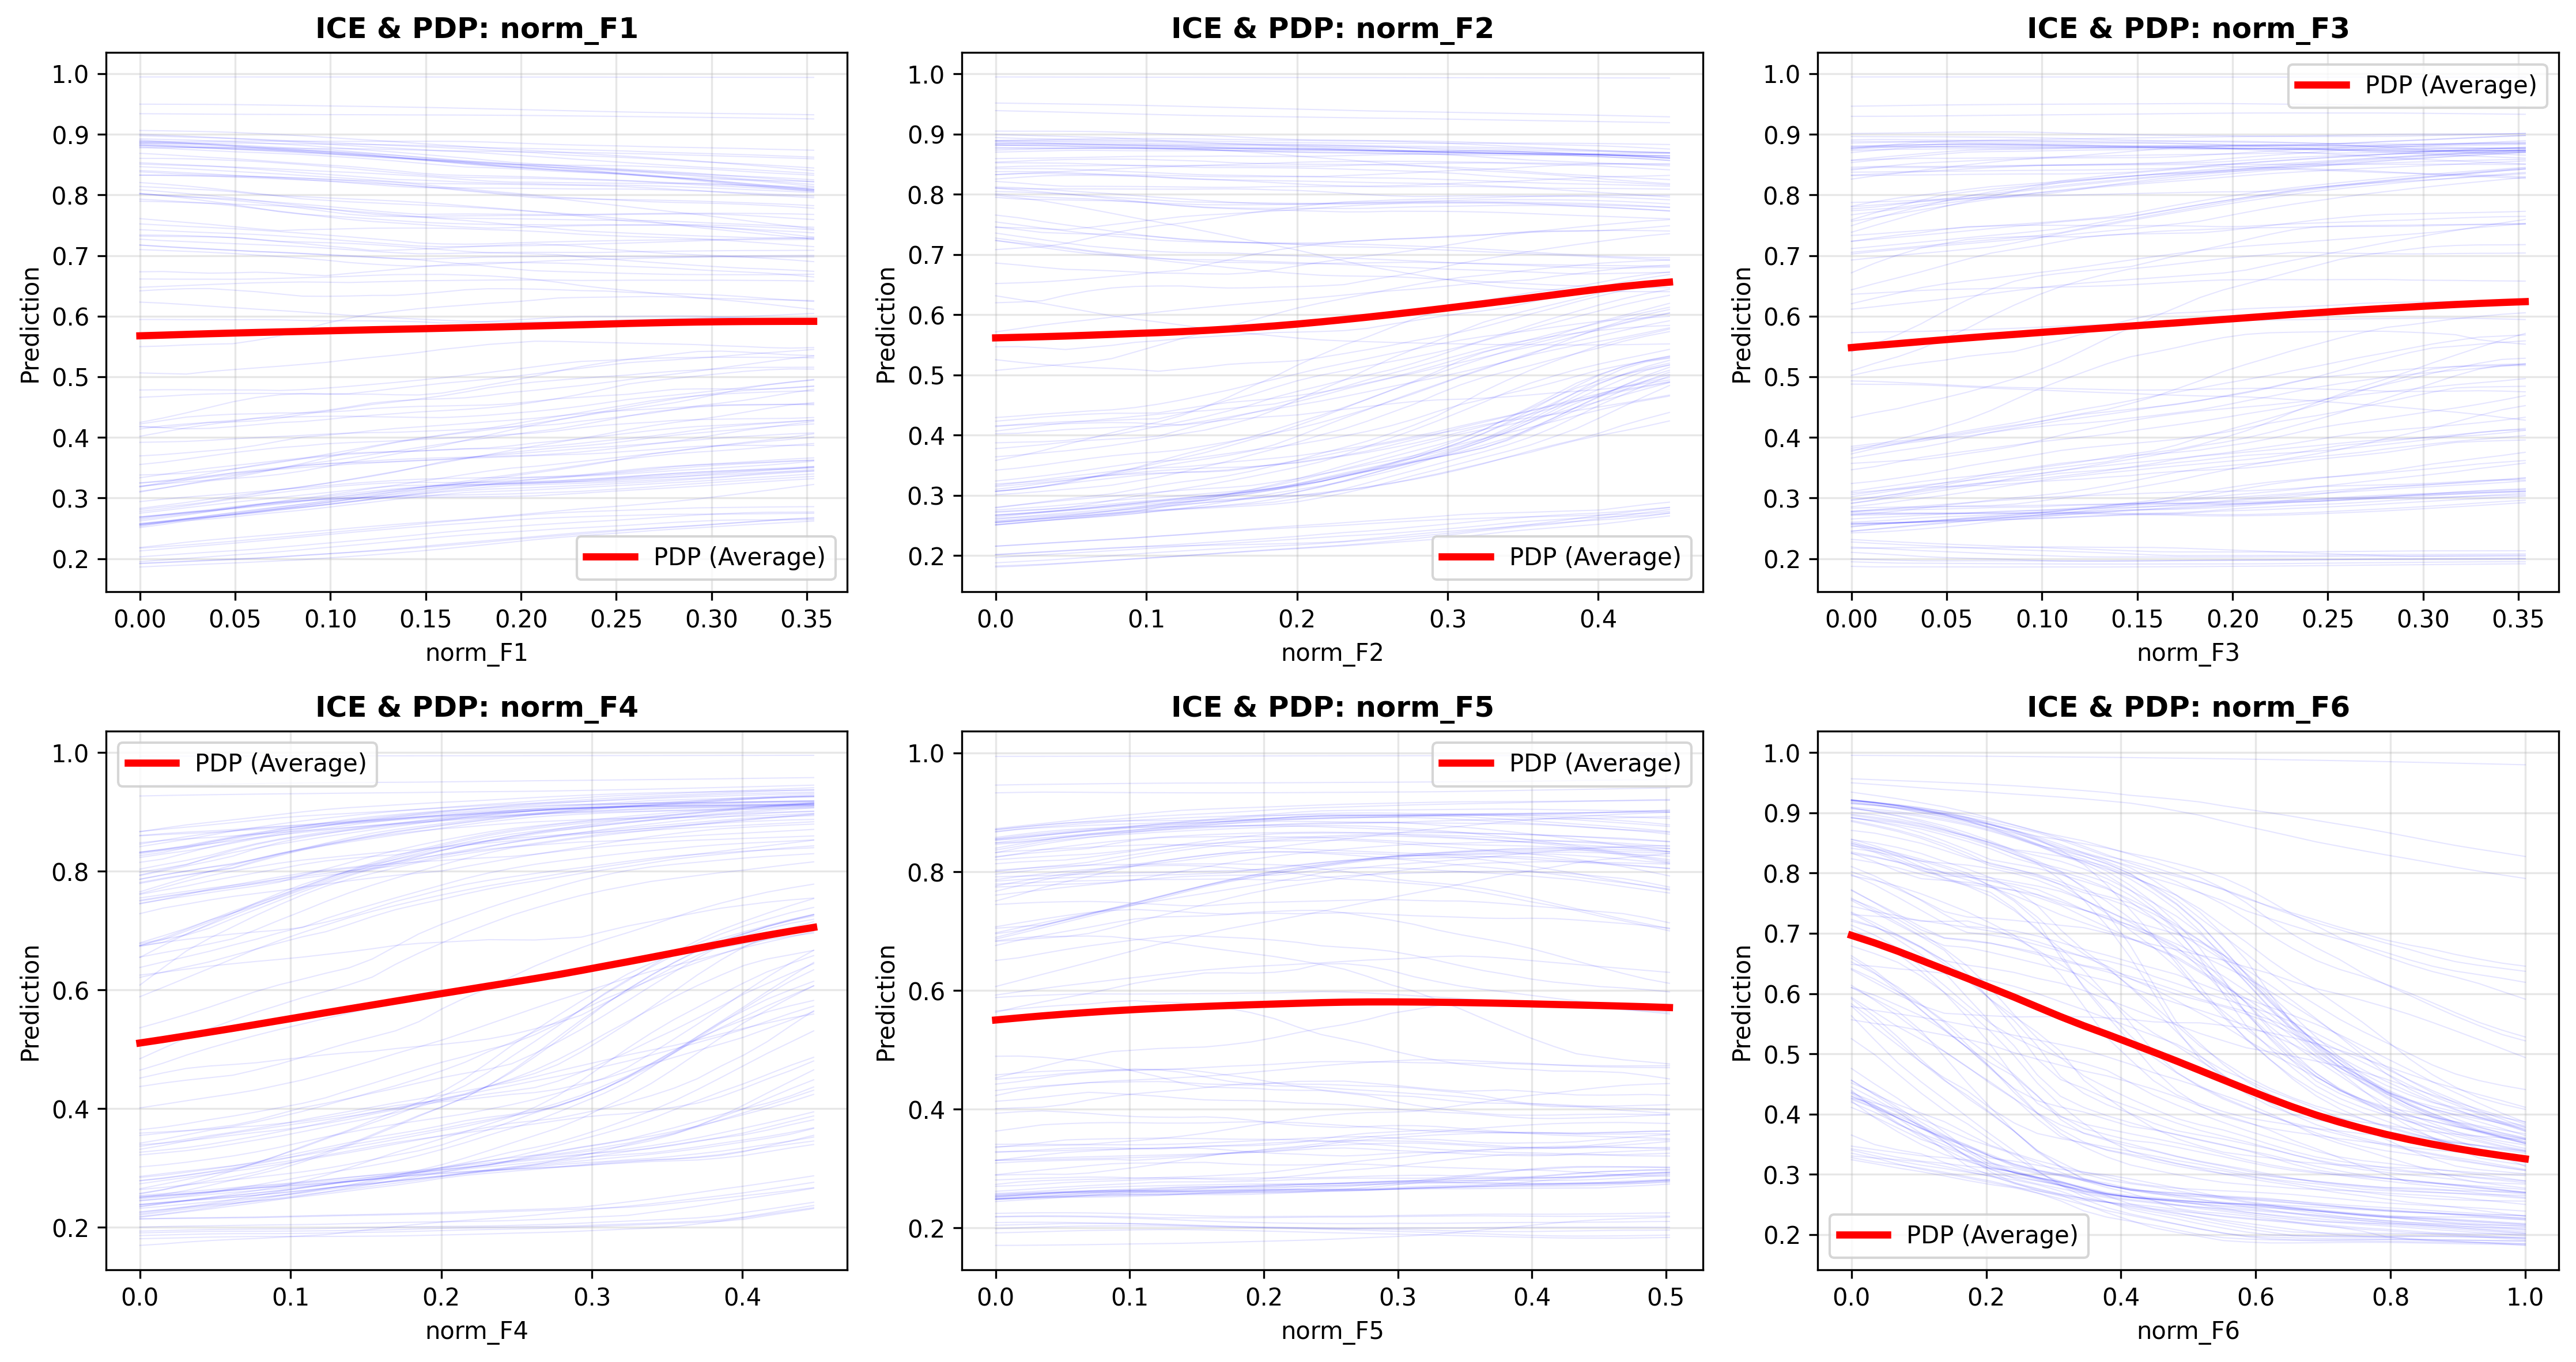 ICE & PDP: norm_F1
1.0
0.9
0.8
0.7
0.6
0.5
0.4
0.3
0.2
Prediction
PDP (Average)
0.00 0.05 0.10 0.15 0.20 0.25 0.30 0.35
norm_F1
ICE & PDP: norm_F2
1.0
0.9
0.8
0.7
0.6
0.5
0.4
0.3
0.2
Prediction
PDP (Average)
0.0 0.1 0.2 0.3 0.4
norm_F2
ICE & PDP: norm_F3
PDP (Average)
1.0
0.9
0.8
0.7
0.6
0.5
0.4
0.3
0.2
Prediction
0.00 0.05 0.10 0.15 0.20 0.25 0.30 0.35
norm_F3
ICE & PDP: norm_F4
PDP (Average)
1.0
0.8
0.6
0.4
0.2
Prediction
0.0 0.1 0.2 0.3 0.4
norm_F4
ICE & PDP: norm_F5
PDP (Average)
1.0
0.8
0.6
0.4
0.2
Prediction
0.0 0.1 0.2 0.3 0.4 0.5
norm_F5
ICE & PDP: norm_F6
1.0
0.9
0.8
0.7
0.6
0.5
0.4
0.3
0.2
Prediction
PDP (Average)
0.0 0.2 0.4 0.6 0.8 1.0
norm_F6